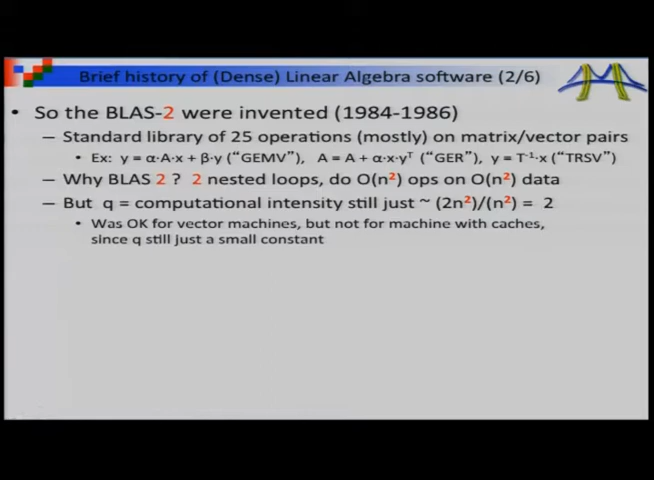 Brief history of (Dense) Linear Algebra software (2/6)
• So the BLAS-2 were invented (1984-1986)
– Standard library of 25 operations (mostly) on matrix/vector pairs
• Ex: y = α·A·x + β·y (“GEMV”), A = A + α·x·yᵀ (“GER”), y = T⁻¹·x (“TRSV”)
– Why BLAS 2 ? 2 nested loops, do O(n²) ops on O(n²) data
– But q = computational intensity still just ~ (2n²)/(n²) = 2
• Was OK for vector machines, but not for machine with caches,
since q still just a small constant